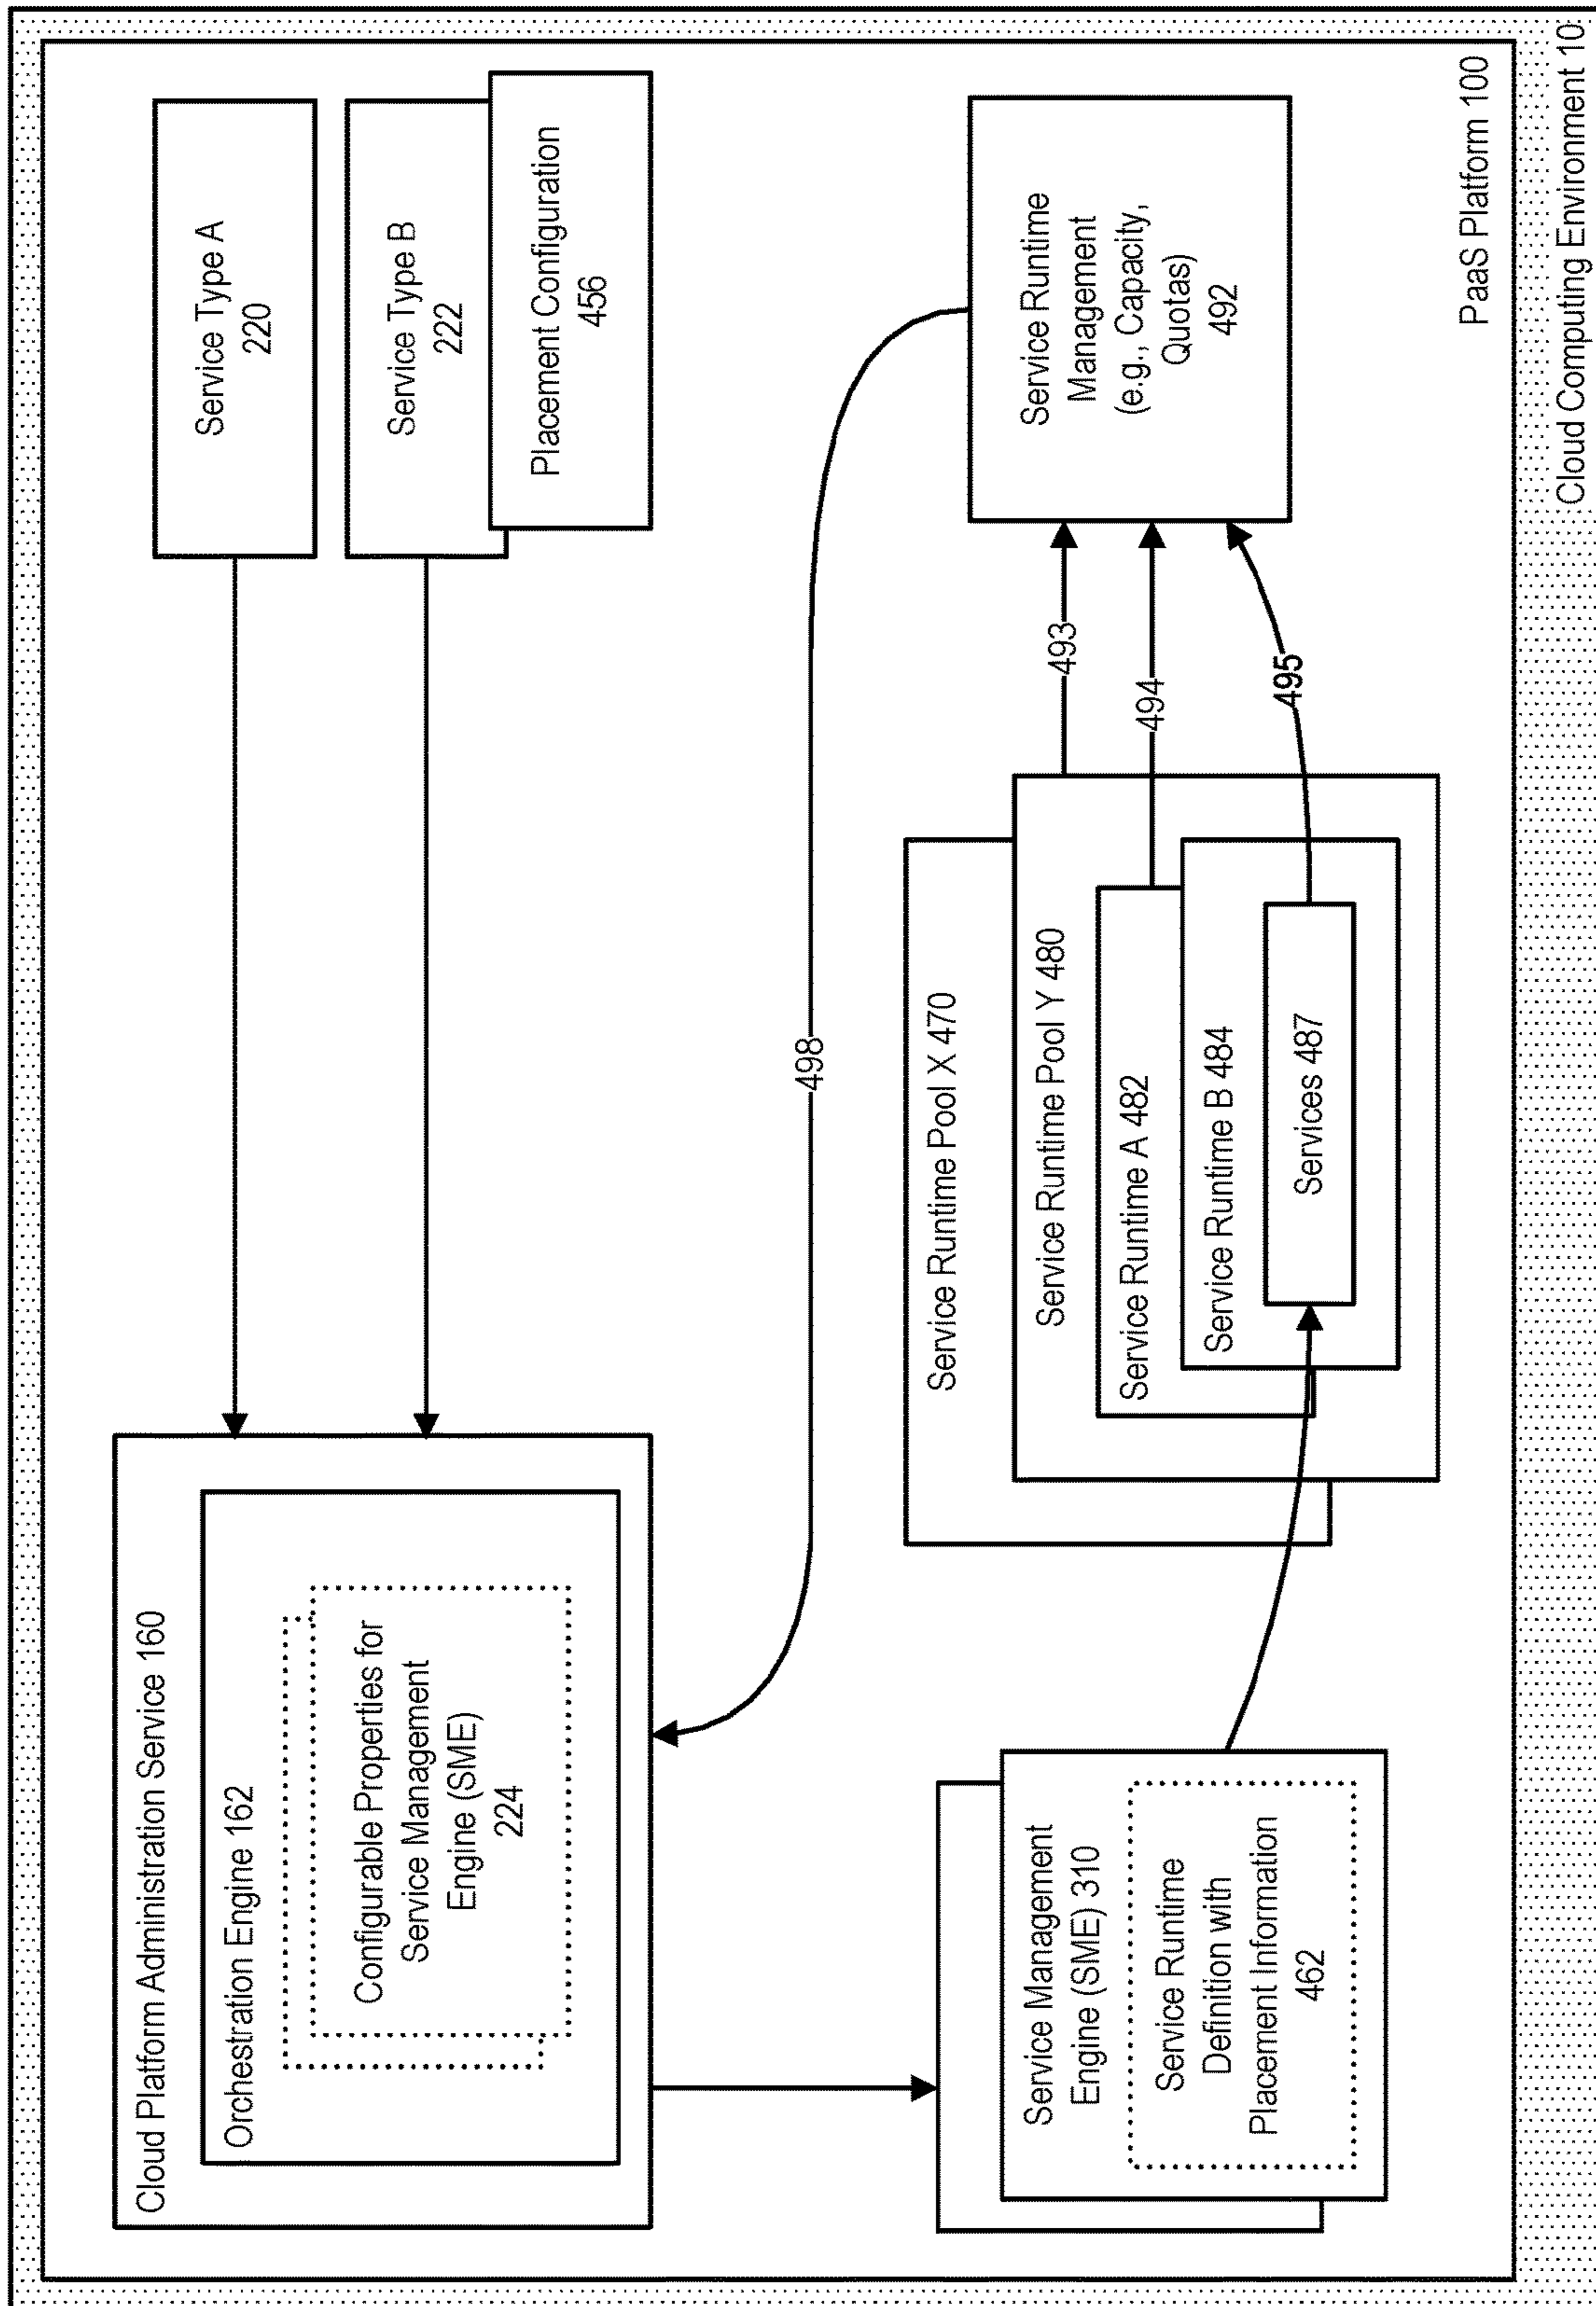 Cloud Platform Administration Service 160
Orchestration Engine 162
Configurable Properties for
Service Management
Engine (SME)
224
Service Type A
220
Service Type B
222
Placement Configuration
456
498
Service Management
Engine (SME) 310
Service Runtime
Definition with
Placement Information
462
Service Runtime Pool X 470
Service Runtime Pool Y 480
Service Runtime A 482
Service Runtime B 484
Services 487
493
494
495
Service Runtime
Management
(e.g., Capacity,
Quotas)
492
PaaS Platform 100
Cloud Computing Environment 10